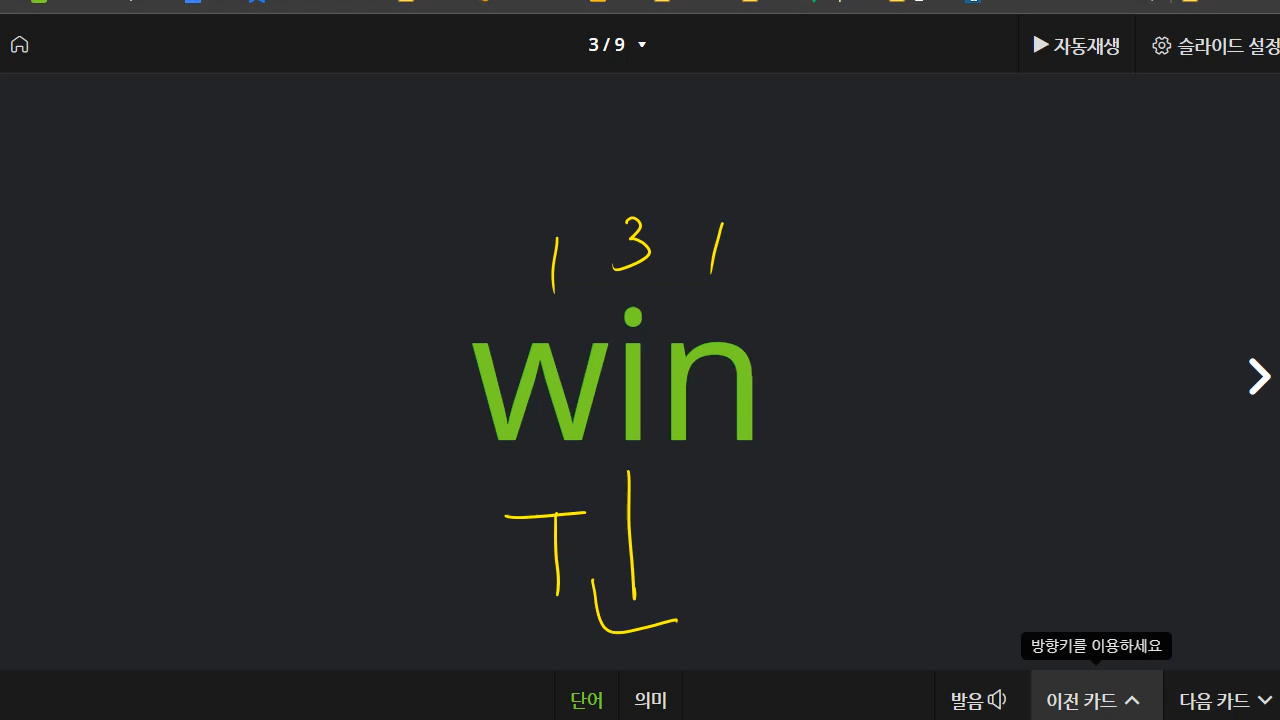 3 / 9
자동재생
슬라이드 설정
1 3 1
win
ㅜㅣㄴ
방향키를 이용하세요
단어 의미 발음 이전 카드 다음 카드